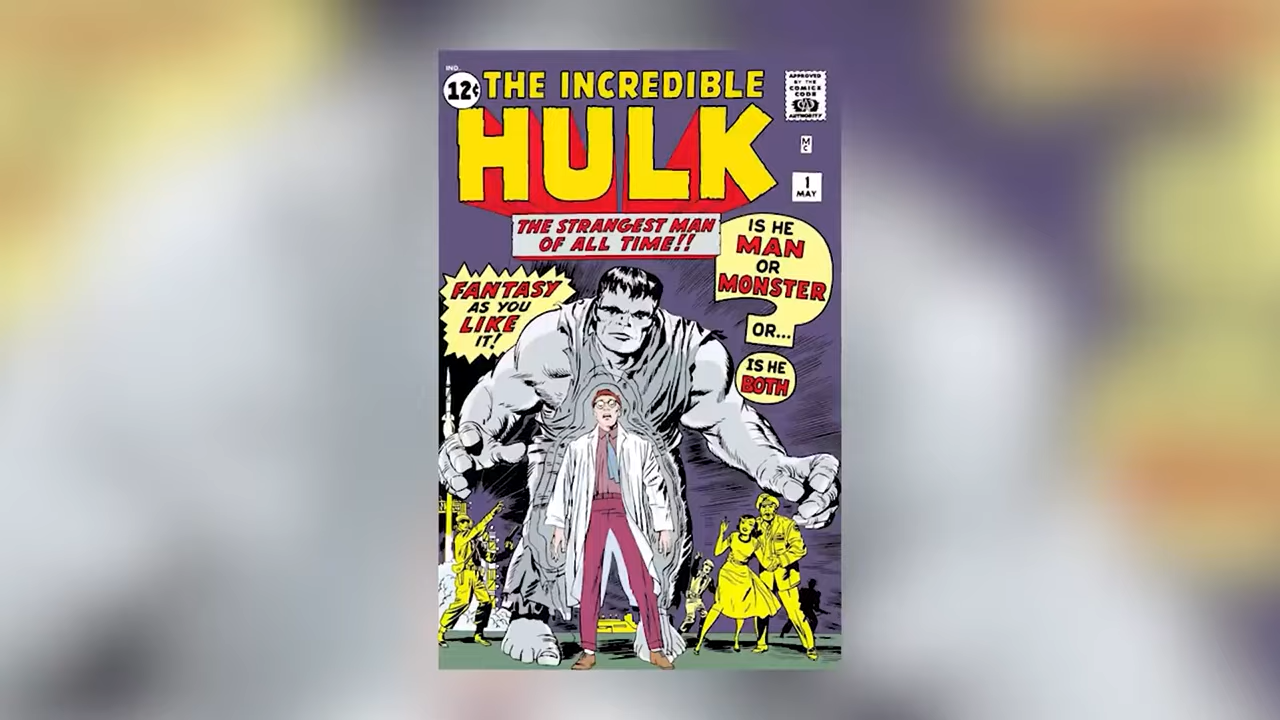 IND.
12¢
THE INCREDIBLE
HULK
APPROVED
BY THE
COMICS
CODE
AUTHORITY
MC
1
MAY
THE STRANGEST MAN
OF ALL TIME!!
IS HE
MAN
OR
MONSTER
OR...
IS HE
BOTH
FANTASY
AS YOU
LIKE
IT!